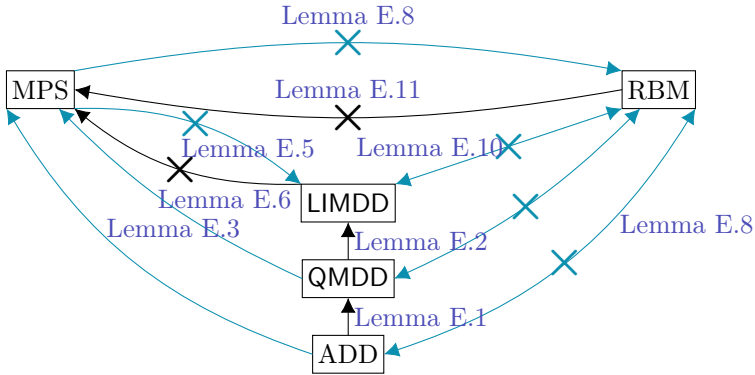 Lemma E.8
MPS
Lemma E.11
RBM
Lemma E.5
Lemma E.10
Lemma E.6
LIMDD
Lemma E.3
Lemma E.2
Lemma E.8
QMDD
Lemma E.1
ADD